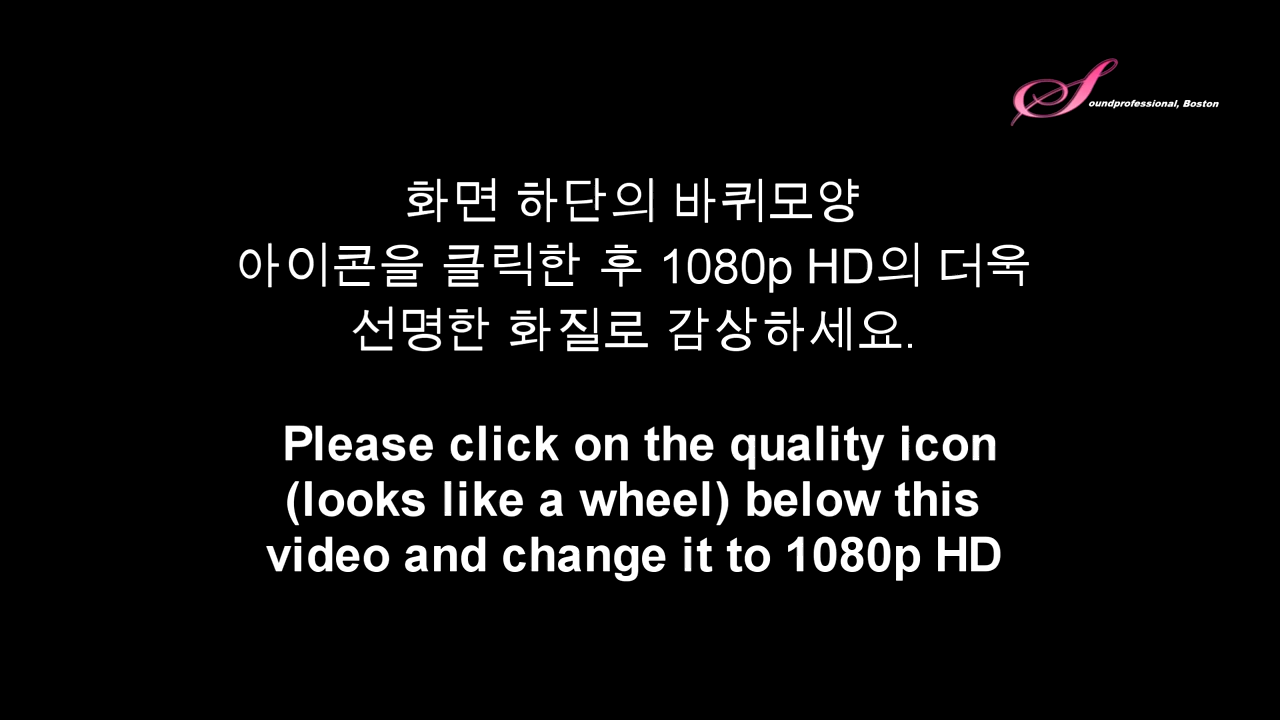 Soundprofessional, Boston
화면 하단의 바퀴모양
아이콘을 클릭한 후 1080p HD의 더욱
선명한 화질로 감상하세요.
Please click on the quality icon
(looks like a wheel) below this
video and change it to 1080p HD